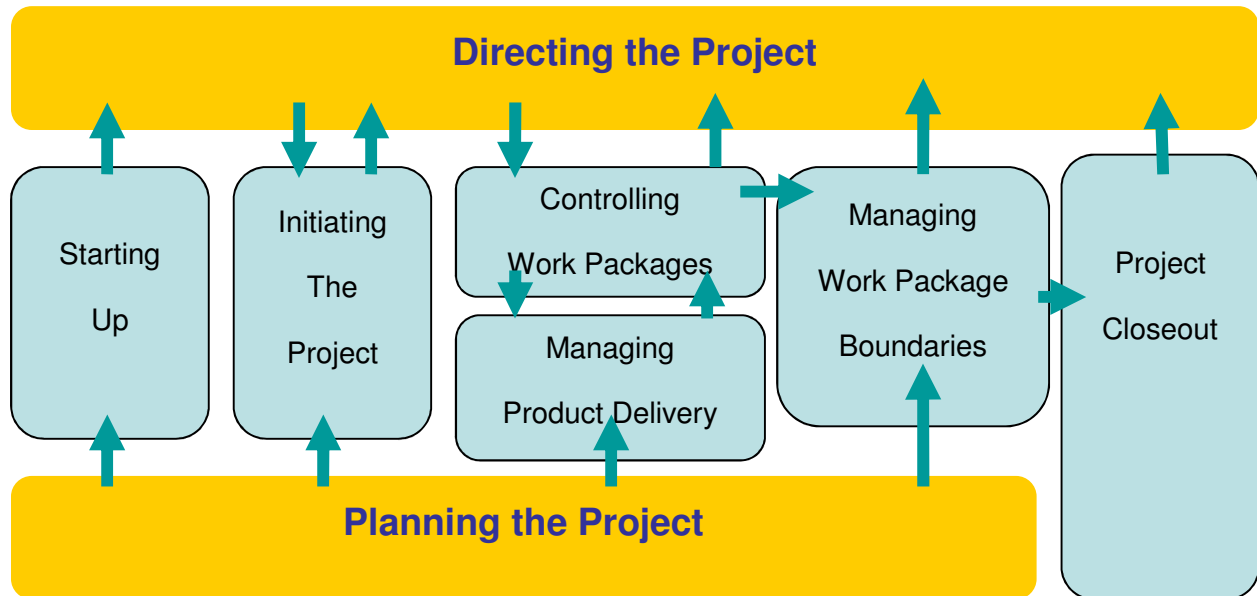 Directing the Project
Starting
Up
Initiating
The
Project
Controlling
Work Packages
Managing
Product Delivery
Managing
Work Package
Boundaries
Project
Closeout
Planning the Project